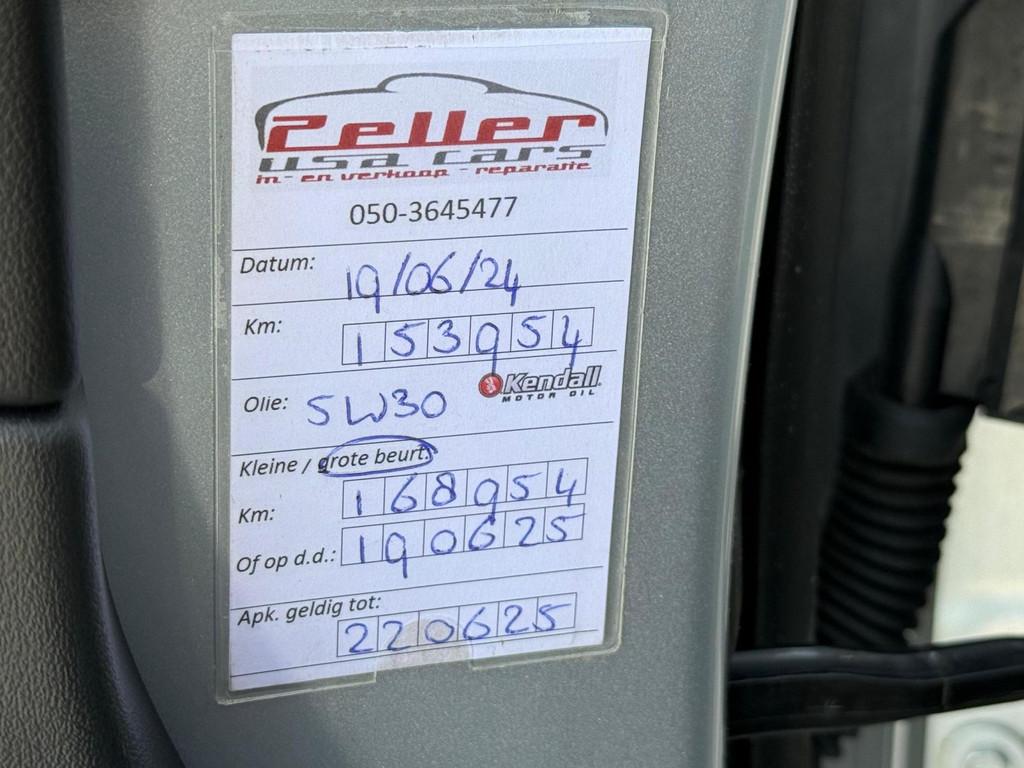 Zeller
usa cars
in- en verkoop - reparatie
050-3645477
Datum: 19/06/24
Km: 153954
Olie: 5W30 Kendall
MOTOR OIL
Kleine / grote beurt:
Km: 168954
Of op d.d.: 190625
Apk. geldig tot: 220625